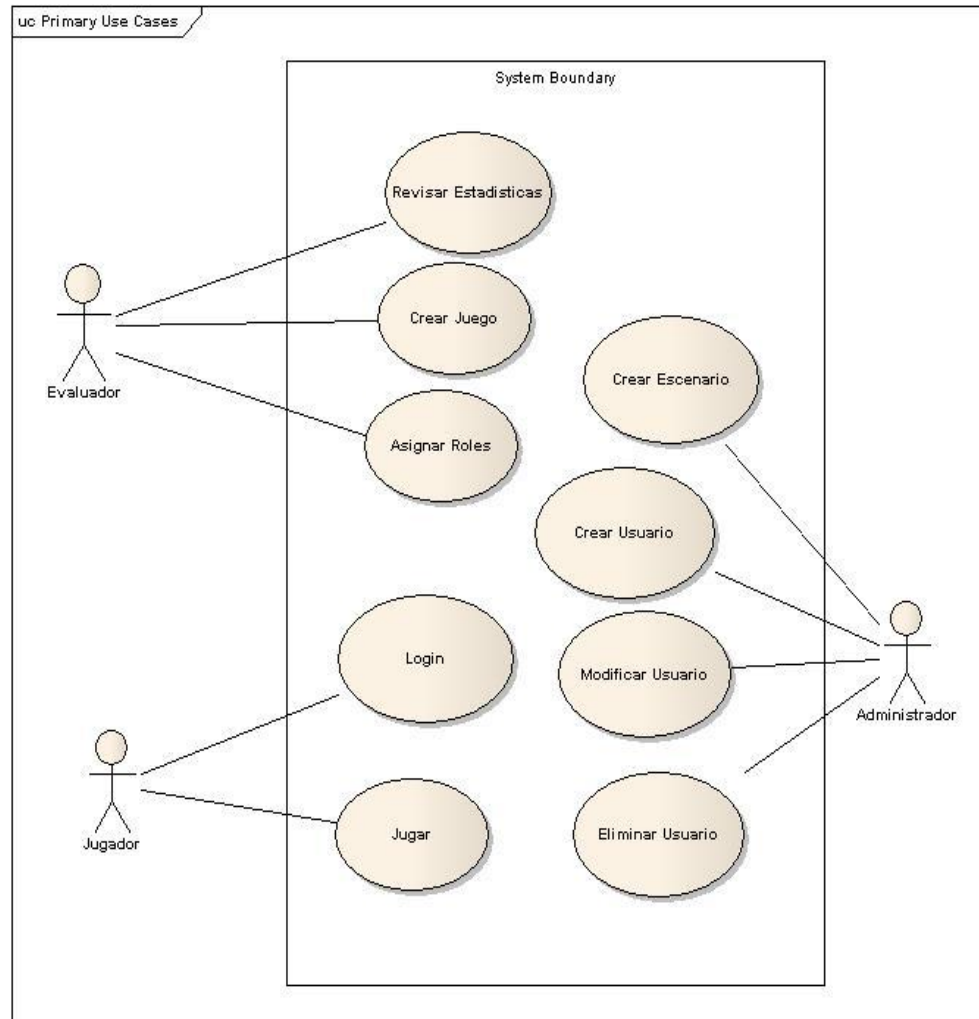 uc Primary Use Cases
System Boundary
Revisar Estadisticas
Crear Juego
Evaluador
Crear Escenario
Asignar Roles
Crear Usuario
Login
Modificar Usuario
Administrador
Jugador
Jugar
Eliminar Usuario